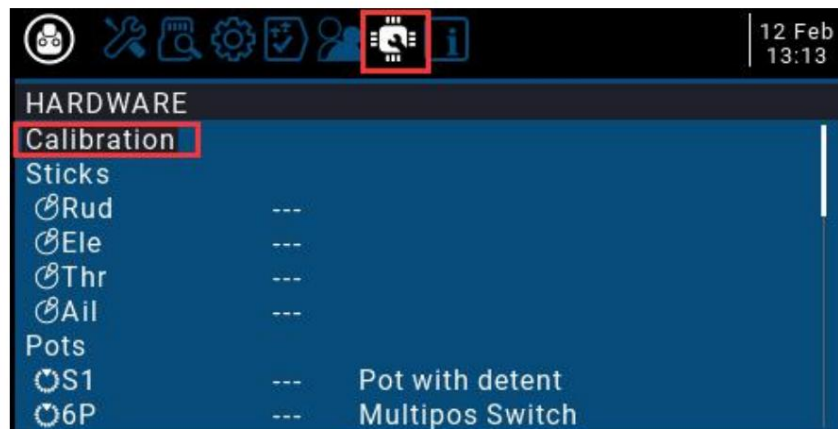 12 Feb
13:13
HARDWARE
Calibration
Sticks
Rud ---
Ele ---
Thr ---
Ail ---
Pots
S1 --- Pot with detent
6P --- Multipos Switch